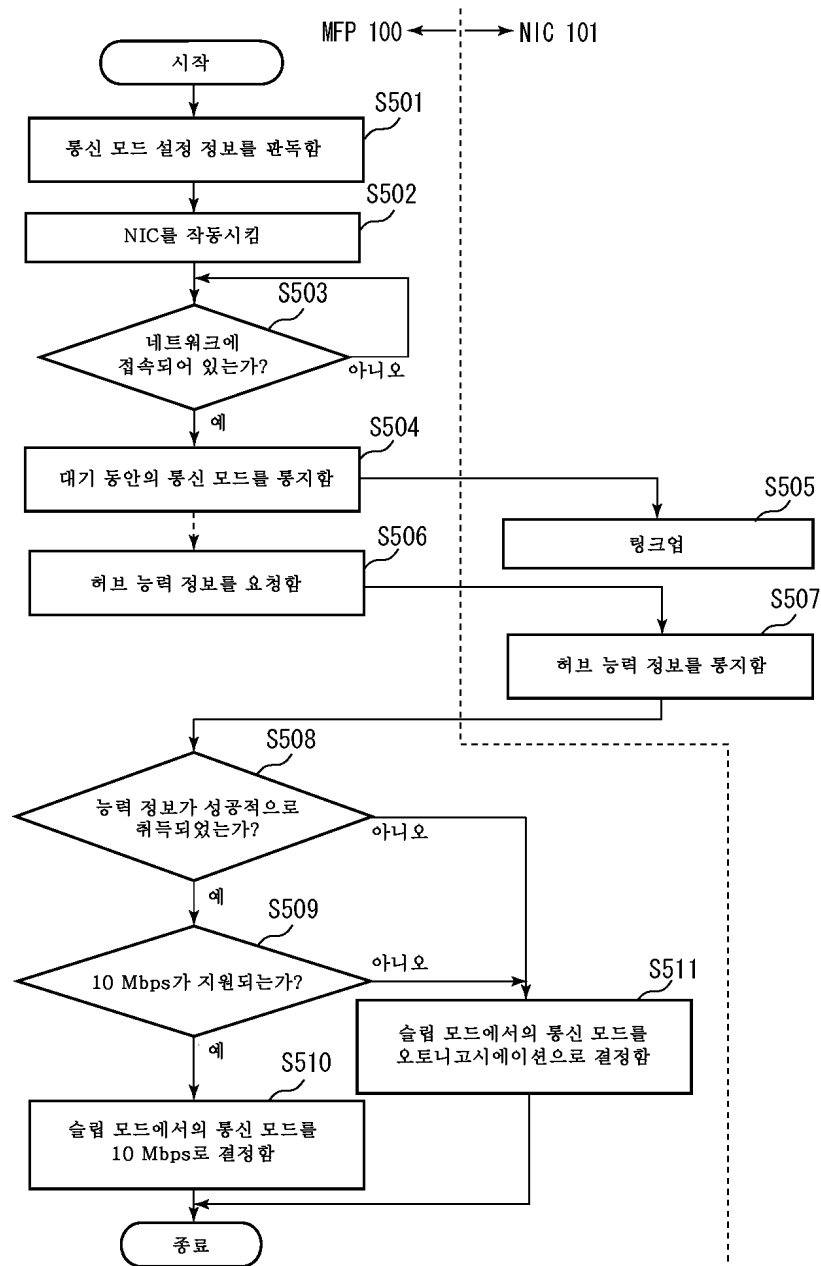 MFP 100
NIC 101
시작
S501
통신 모드 설정 정보를 판독함
S502
NIC를 작동시킴
S503
네트워크에
접속되어 있는가?
아니오
예
S504
대기 동안의 통신 모드를 통지함
S505
링크업
S506
허브 능력 정보를 요청함
S507
허브 능력 정보를 통지함
S508
능력 정보가 성공적으로
취득되었는가?
아니오
예
S509
10 Mbps가 지원되는가?
아니오
예
S511
슬립 모드에서의 통신 모드를
오토니고시에이션으로 결정함
S510
슬립 모드에서의 통신 모드를
10 Mbps로 결정함
종료